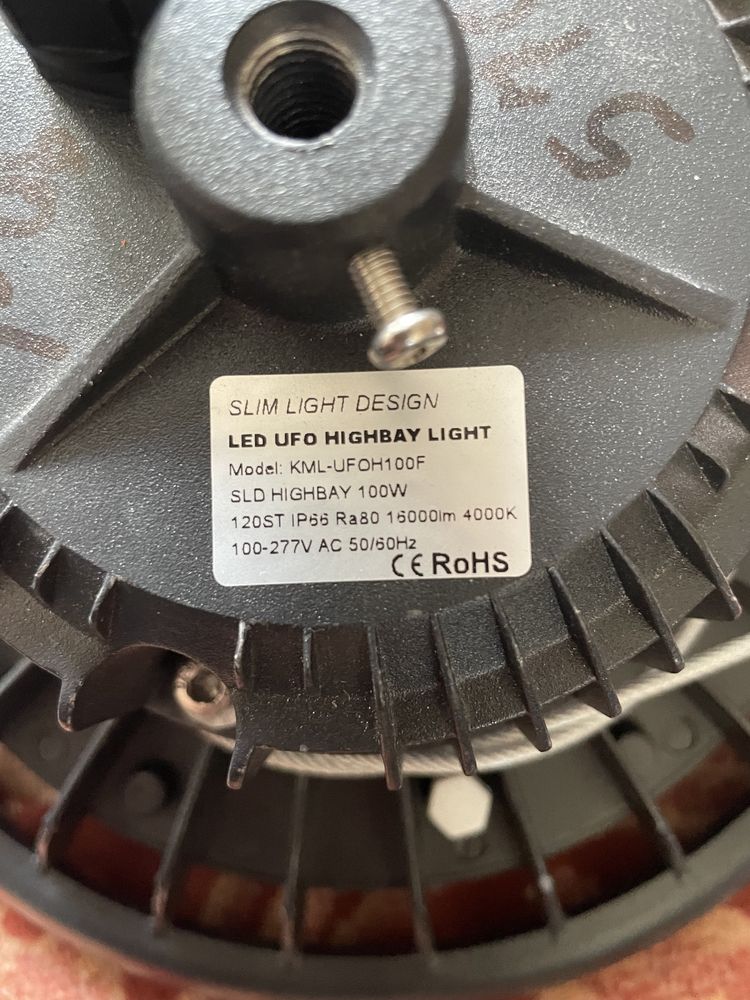 SLIM LIGHT DESIGN
LED UFO HIGHBAY LIGHT
Model: KML-UFOH100F
SLD HIGHBAY 100W
120ST IP66 Ra80 16000lm 4000K
100-277V AC 50/60Hz
CE RoHS